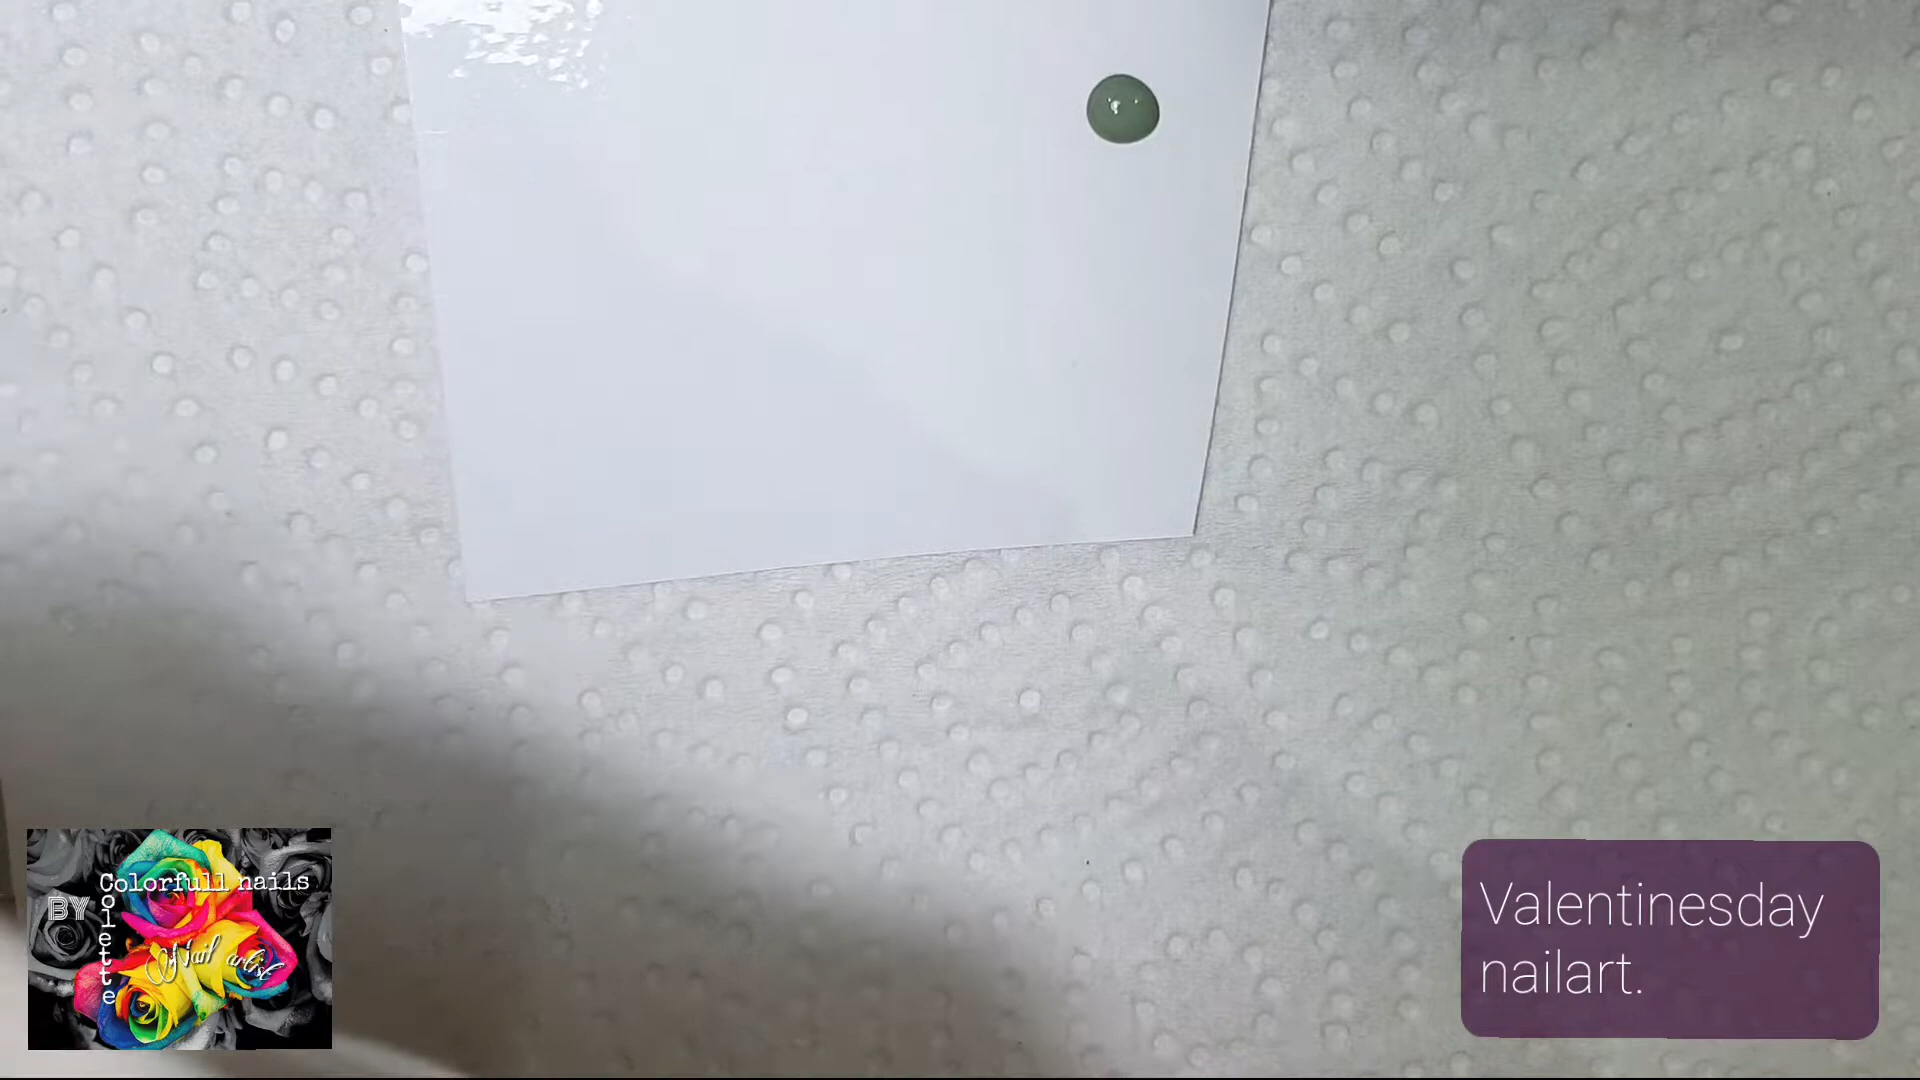 Colorfull nails
BY
Colette
Nail artist
Valentinesday
nailart.